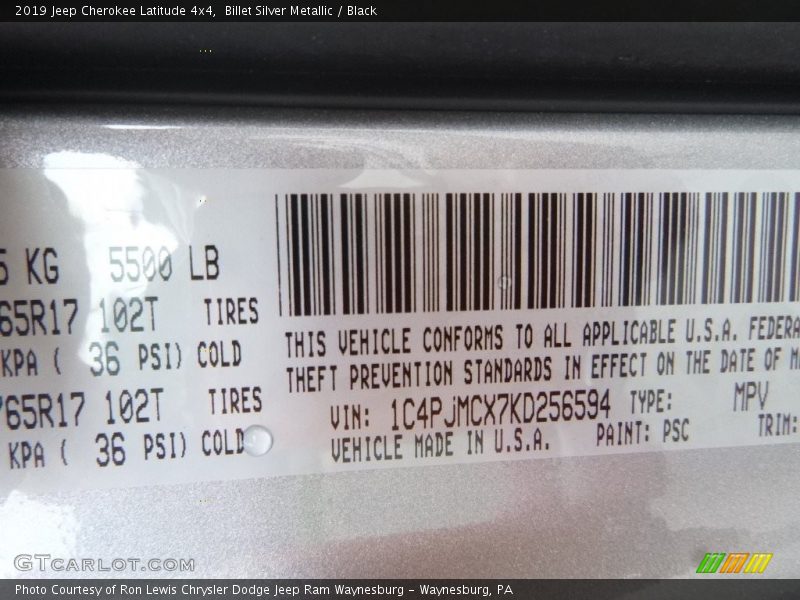 2019 Jeep Cherokee Latitude 4x4,  Billet Silver Metallic / Black
5 KG 5500 LB
65R17 102T TIRES
KPA ( 36 PSI) COLD
/65R17 102T TIRES
KPA ( 36 PSI) COLD
THIS VEHICLE CONFORMS TO ALL APPLICABLE U.S.A. FEDERA
THEFT PREVENTION STANDARDS IN EFFECT ON THE DATE OF M
VIN: 1C4PJMCX7KD256594 TYPE: MPV
VEHICLE MADE IN U.S.A. PAINT: PSC TRIM:
GTCARLOT.COM
Photo Courtesy of Ron Lewis Chrysler Dodge Jeep Ram Waynesburg - Waynesburg, PA